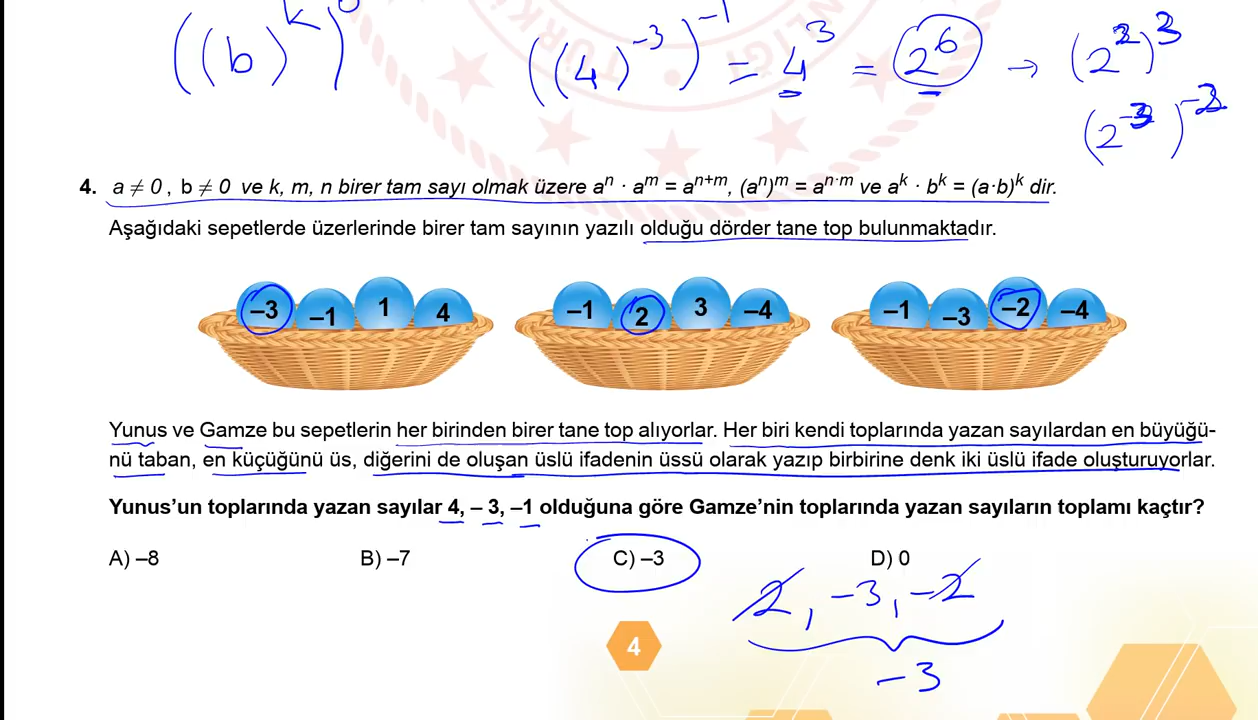 ((b)^k)^
((4)^-3)^-1 = 4^3 = 2^6 → (2^2)^3
(2^-3)^-2
4. a ≠ 0 , b ≠ 0 ve k, m, n birer tam sayı olmak üzere a^n · a^m = a^n+m, (a^n)^m = a^n·m ve a^k · b^k = (a·b)^k dir.
Aşağıdaki sepetlerde üzerlerinde birer tam sayının yazılı olduğu dörder tane top bulunmaktadır.
–3 –1 1 4 –1 2 3 –4 –1 –3 –2 –4
Yunus ve Gamze bu sepetlerin her birinden birer tane top alıyorlar. Her biri kendi toplarında yazan sayılardan en büyüğü-
nü taban, en küçüğünü üs, diğerini de oluşan üslü ifadenin üssü olarak yazıp birbirine denk iki üslü ifade oluşturuyorlar.
Yunus'un toplarında yazan sayılar 4, – 3, –1 olduğuna göre Gamze'nin toplarında yazan sayıların toplamı kaçtır?
A) –8 B) –7 C) –3 D) 0
2, -3, -2
-3
4